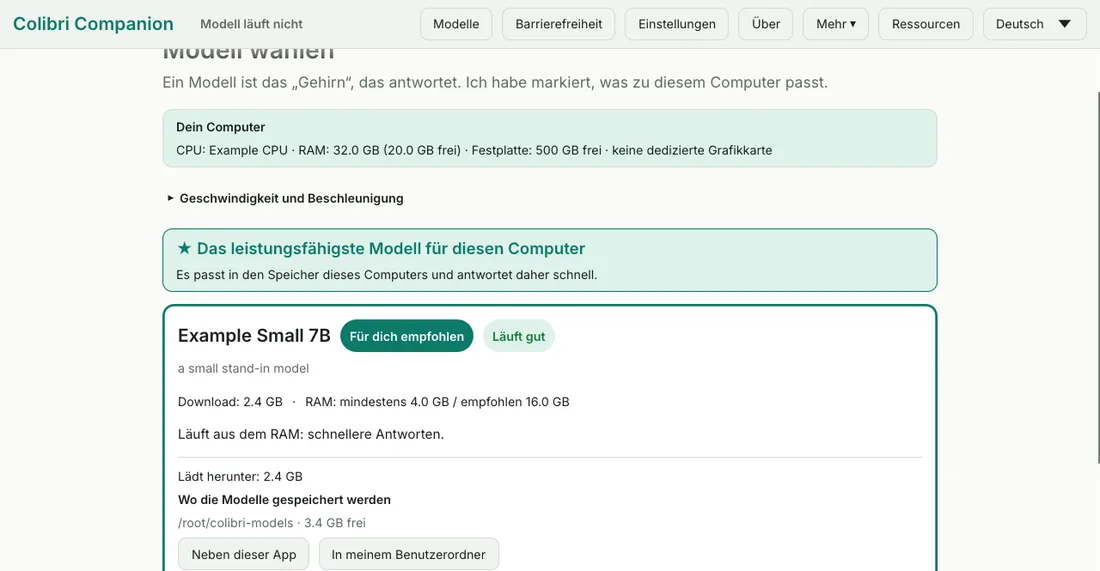 Colibri Companion
Modell läuft nicht
Modelle
Barrierefreiheit
Einstellungen
Über
Mehr ▾
Ressourcen
Deutsch
Modell wählen
Ein Modell ist das „Gehirn“, das antwortet. Ich habe markiert, was zu diesem Computer passt.
Dein Computer
CPU: Example CPU · RAM: 32.0 GB (20.0 GB frei) · Festplatte: 500 GB frei · keine dedizierte Grafikkarte
▸ Geschwindigkeit und Beschleunigung
★ Das leistungsfähigste Modell für diesen Computer
Es passt in den Speicher dieses Computers und antwortet daher schnell.
Example Small 7B
Für dich empfohlen
Läuft gut
a small stand-in model
Download: 2.4 GB · RAM: mindestens 4.0 GB / empfohlen 16.0 GB
Läuft aus dem RAM: schnellere Antworten.
Lädt herunter: 2.4 GB
Wo die Modelle gespeichert werden
/root/colibri-models · 3.4 GB frei
Neben dieser App
In meinem Benutzerordner